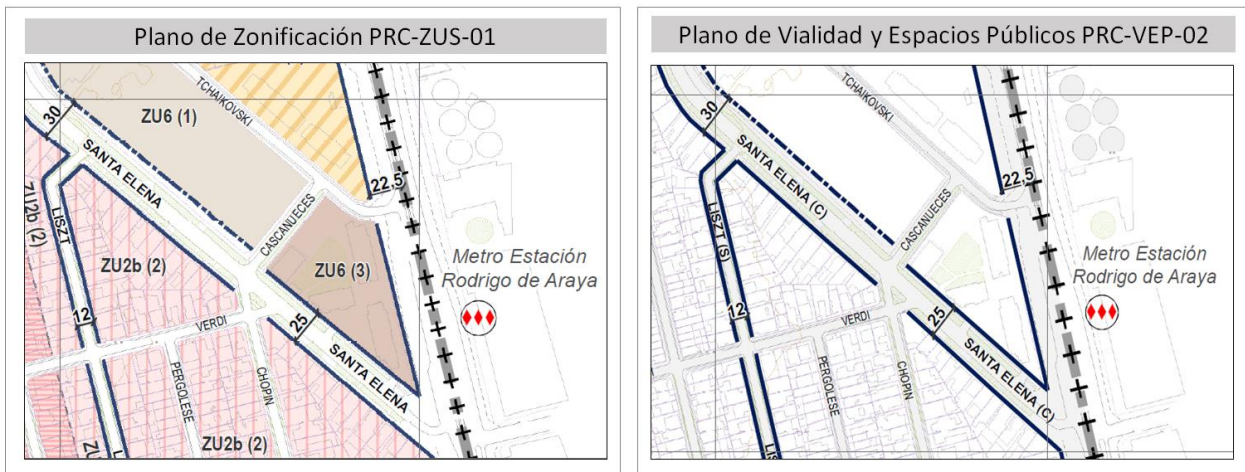 Plano de Zonificación PRC-ZUS-01
30
TCHAIKOVSKI
ZU6 (1)
SANTA ELENA
22,5
ZU2b (2)
LISZT
CASCANUECES
ZU2b (2)
ZU6 (3)
Metro Estación
Rodrigo de Araya
12
VERDI
25
SANTA ELENA
PERGOLESE
CHOPIN
ZU2b (2)
Plano de Vialidad y Espacios Públicos PRC-VEP-02
30
TCHAIKOVSKI
SANTA ELENA (C)
22,5
LISZT (S)
CASCANUECES
Metro Estación
Rodrigo de Araya
12
VERDI
25
SANTA ELENA (C)
PERGOLESE
CHOPIN